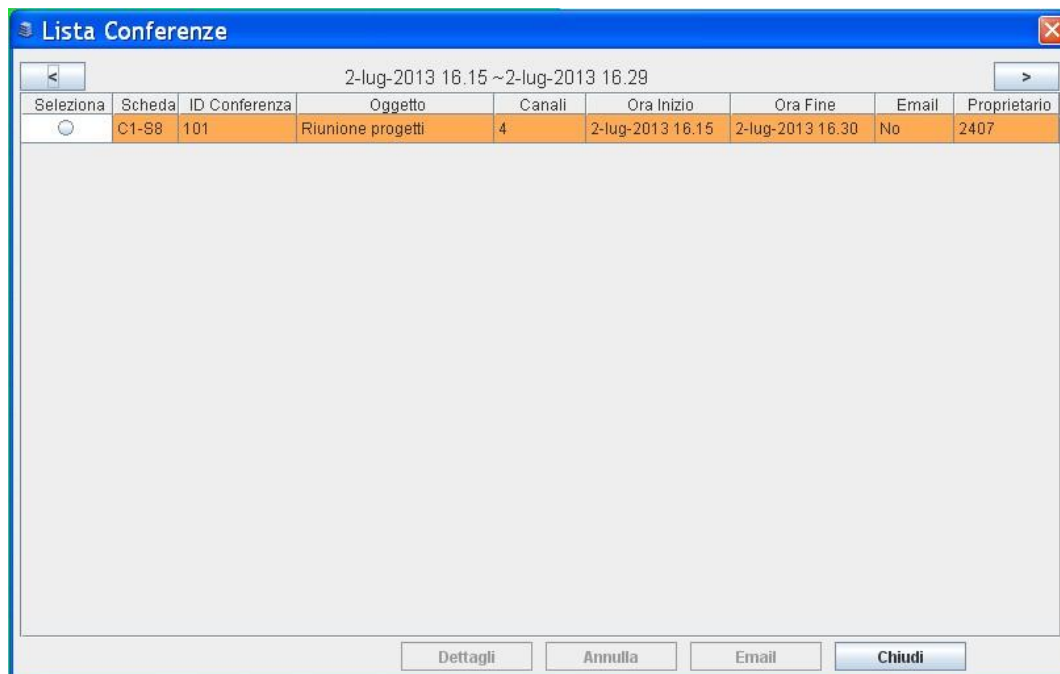 Lista Conferenze
< 2-lug-2013 16.15 ~2-lug-2013 16.29 >
Seleziona Scheda ID Conferenza Oggetto Canali Ora Inizio Ora Fine Email Proprietario
C1-S8 101 Riunione progetti 4 2-lug-2013 16.15 2-lug-2013 16.30 No 2407
Dettagli Annulla Email Chiudi